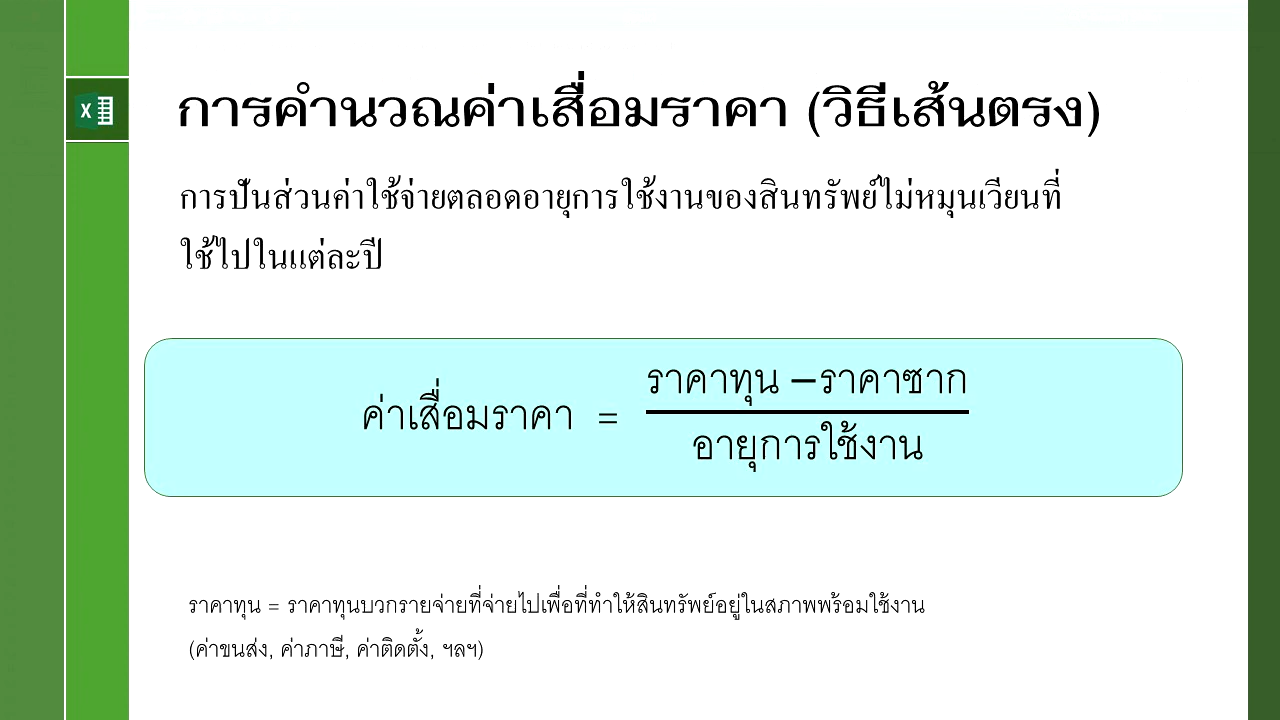 การคำนวณค่าเสื่อมราคา (วิธีเส้นตรง)
การปันส่วนค่าใช้จ่ายตลอดอายุการใช้งานของสินทรัพย์ไม่หมุนเวียนที่
ใช้ไปในแต่ละปี
ราคาทุน –ราคาซาก
ค่าเสื่อมราคา =
อายุการใช้งาน
ราคาทุน = ราคาทุนบวกรายจ่ายที่จ่ายไปเพื่อที่ทำให้สินทรัพย์อยู่ในสภาพพร้อมใช้งาน
(ค่าขนส่ง, ค่าภาษี, ค่าติดตั้ง, ฯลฯ)
X